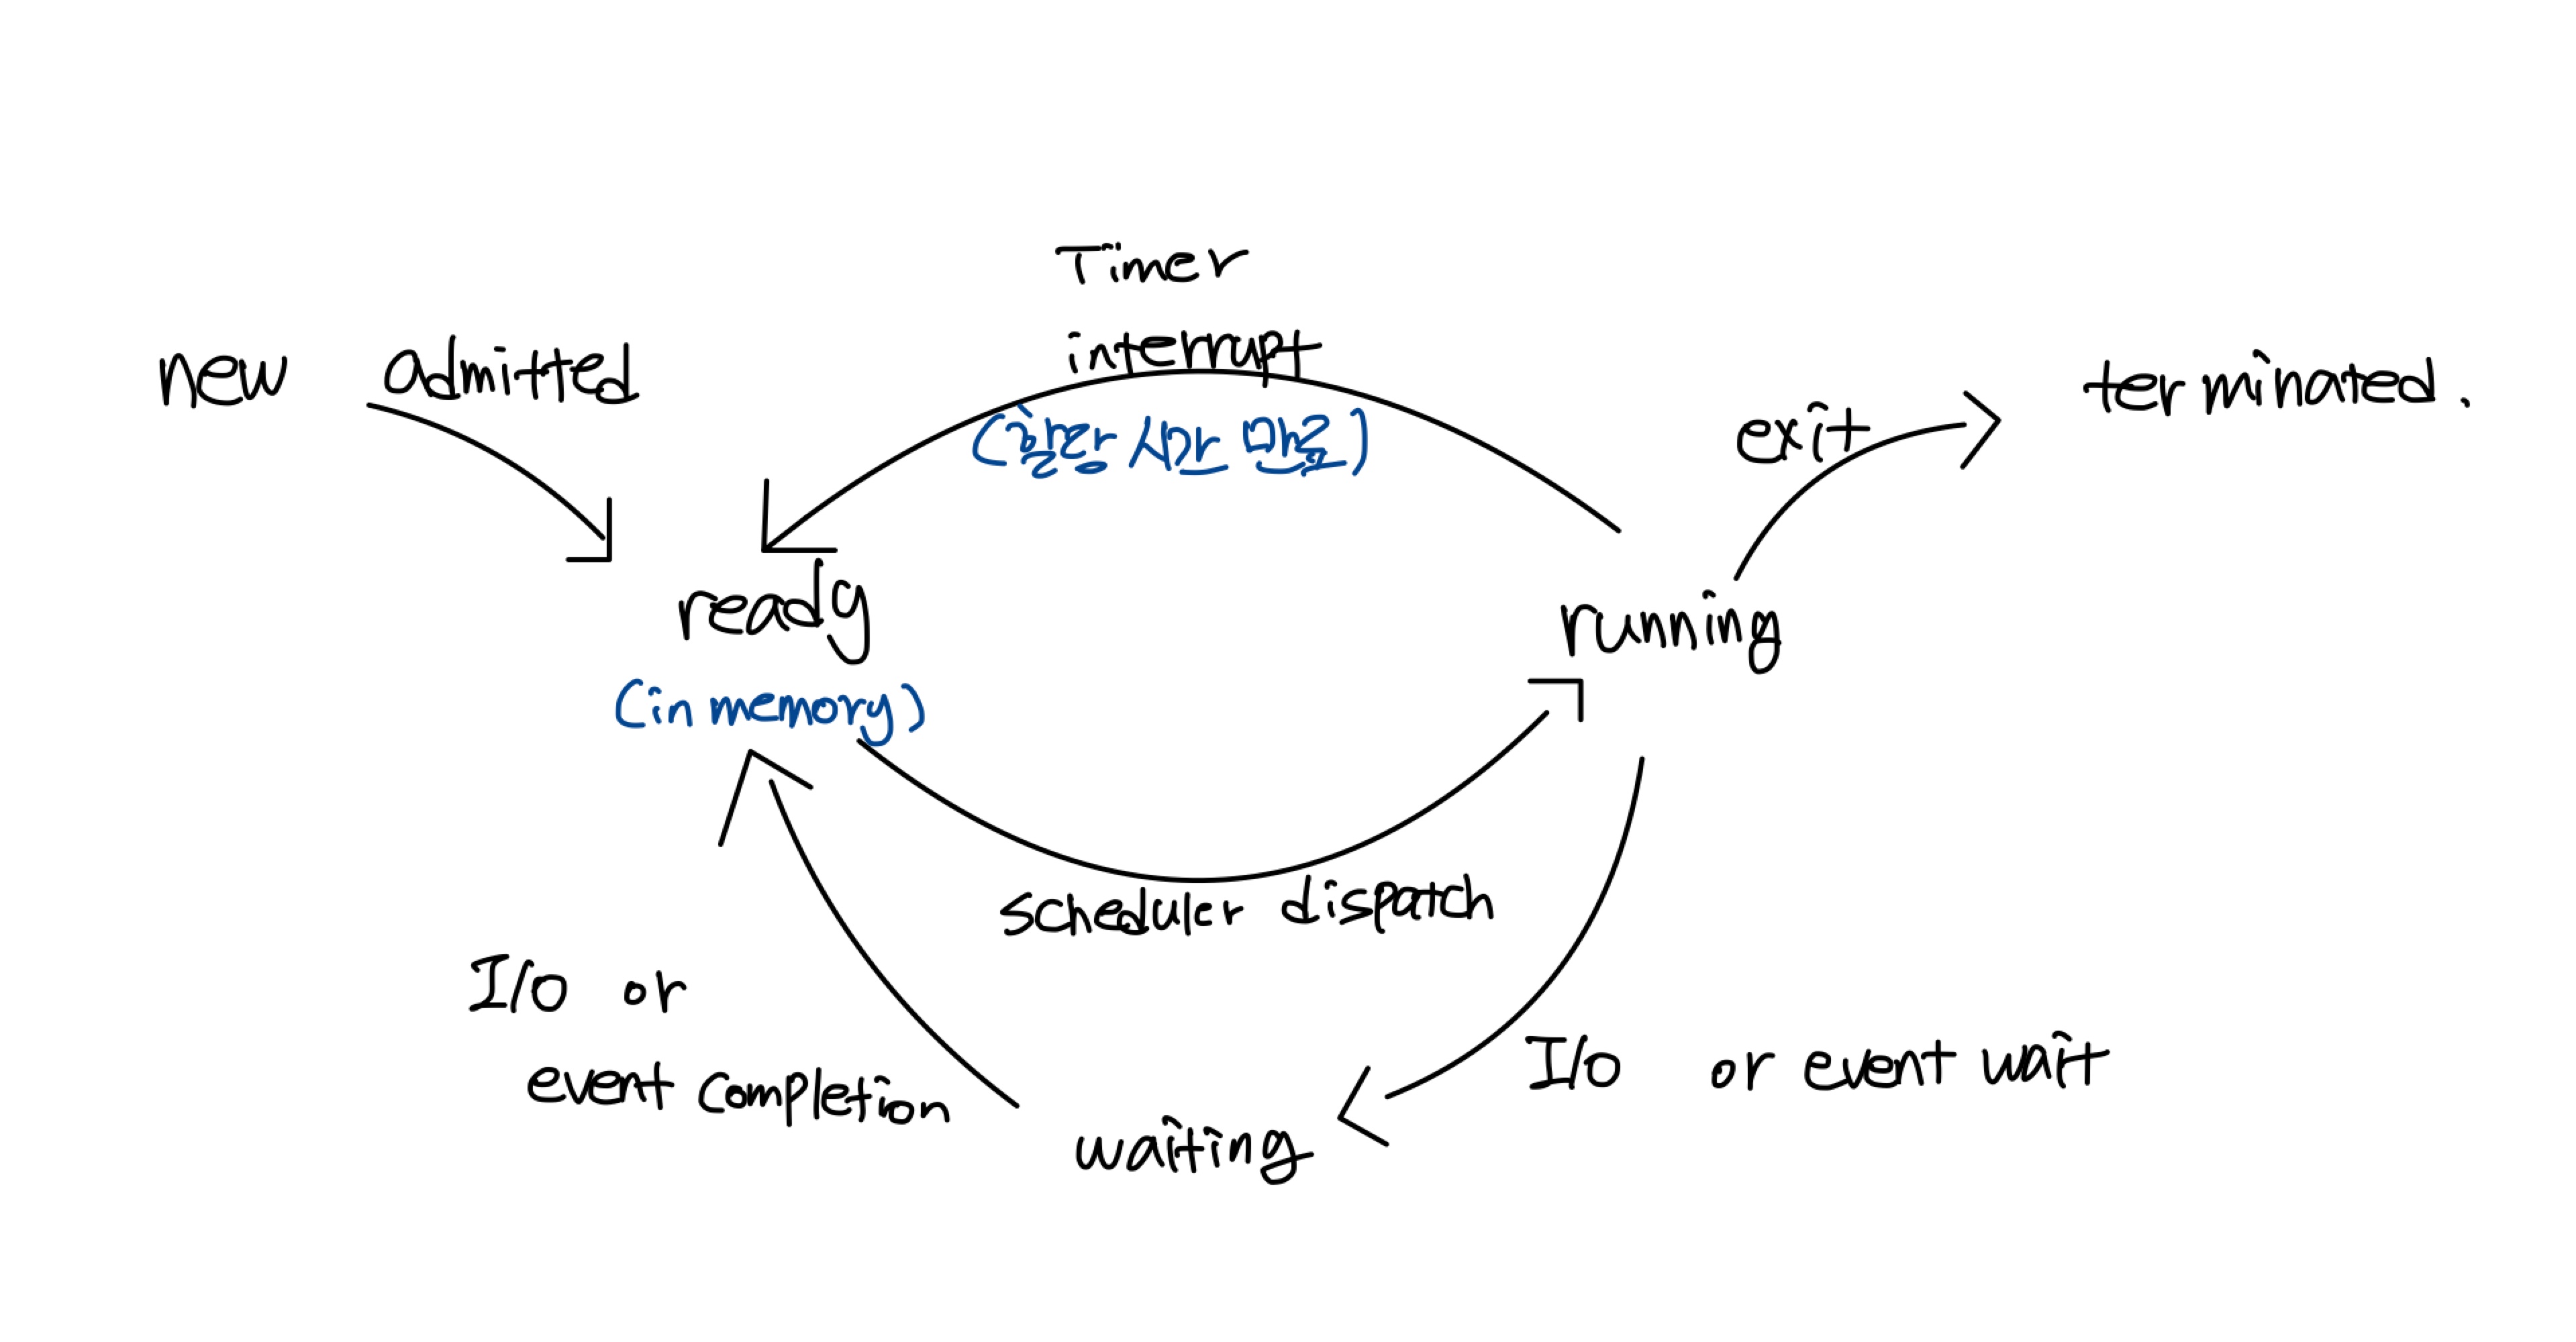 Timer
interrupt
(할당 시간 만료)
new admitted
exit
terminated.
ready
(in memory)
running
scheduler dispatch
I/O or
event completion
I/O or event wait
waiting